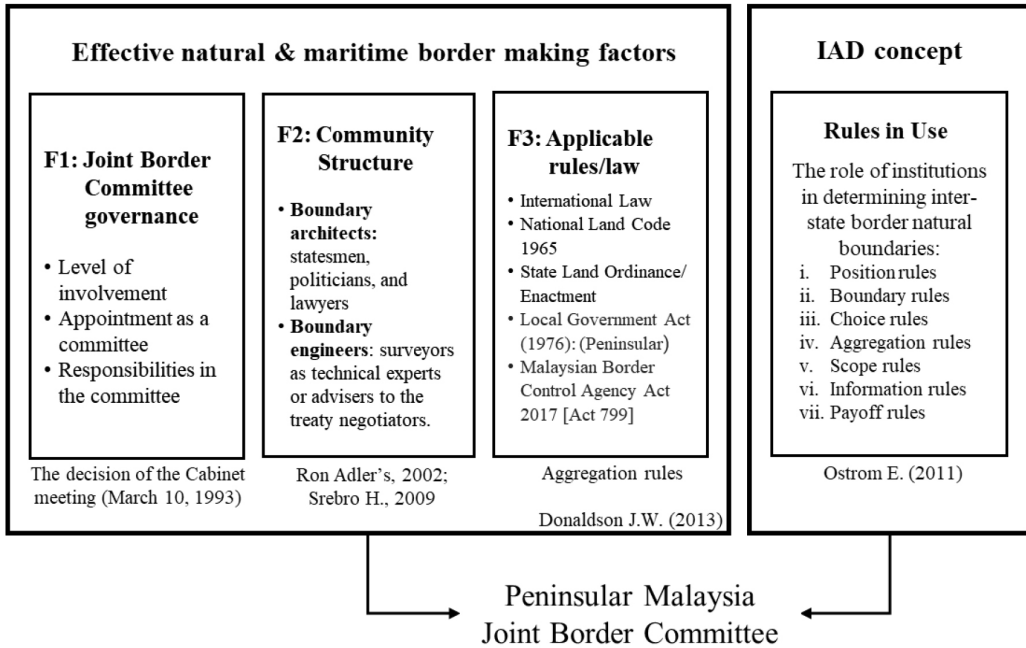 Effective natural & maritime border making factors
F1: Joint Border
Committee
governance
• Level of
involvement
• Appointment as a
committee
• Responsibilities in
the committee
The decision of the Cabinet
meeting (March 10, 1993)
F2: Community
Structure
• Boundary
architects:
statesmen,
politicians, and
lawyers
• Boundary
engineers: surveyors
as technical experts
or advisers to the
treaty negotiators.
Ron Adler’s, 2002;
Srebro H., 2009
F3: Applicable
rules/law
• International Law
• National Land Code
1965
• State Land Ordinance/
Enactment
• Local Government Act
(1976): (Peninsular)
• Malaysian Border
Control Agency Act
2017 [Act 799]
Aggregation rules
Donaldson J.W. (2013)
IAD concept
Rules in Use
The role of institutions
in determining inter-
state border natural
boundaries:
i. Position rules
ii. Boundary rules
iii. Choice rules
iv. Aggregation rules
v. Scope rules
vi. Information rules
vii. Payoff rules
Ostrom E. (2011)
Peninsular Malaysia
Joint Border Committee